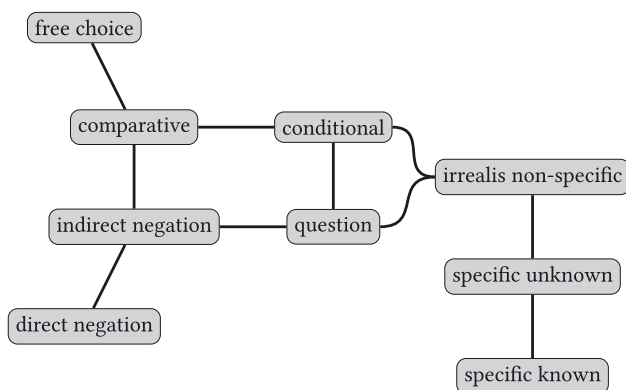 free choice
comparative
conditional
irrealis non-specific
indirect negation
question
specific unknown
direct negation
specific known